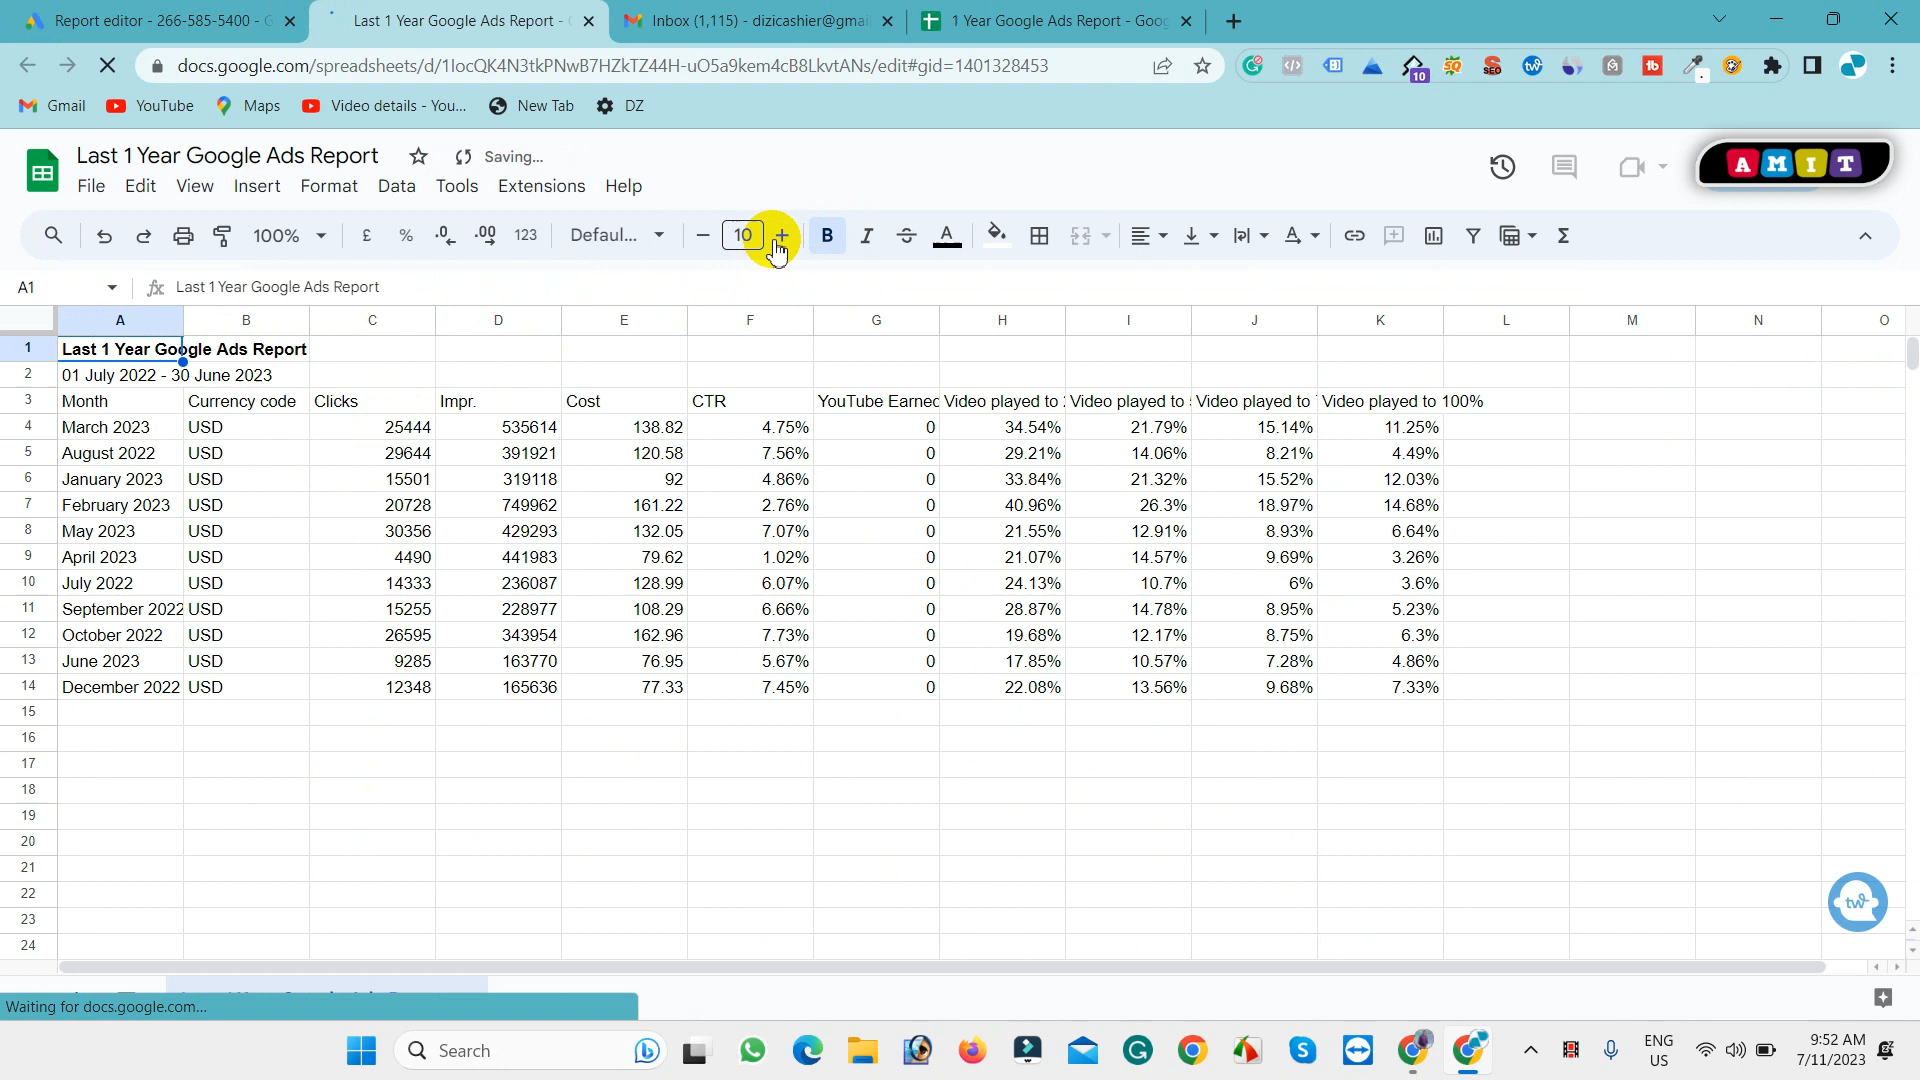 Report editor - 266-585-5400 - G
Last 1 Year Google Ads Report -
Inbox (1,115) - dizicashier@gmai
1 Year Google Ads Report - Goog
docs.google.com/spreadsheets/d/1IocQK4N3tkPNwB7HZkTZ44H-uO5a9kem4cB8LkvtANs/edit#gid=1401328453
Gmail YouTube Maps Video details - You... New Tab DZ
Last 1 Year Google Ads Report Saving...
AMIT
File Edit View Insert Format Data Tools Extensions Help
100% £ % .0 .00 123 Defaul... 10 B I A
A1 Last 1 Year Google Ads Report
A B C D E F G H I J K L M N O
1 Last 1 Year Google Ads Report
2 01 July 2022 - 30 June 2023
3 Month Currency code Clicks Impr. Cost CTR YouTube Earned Video played to Video played to Video played to Video played to 100%
4 March 2023 USD 25444 535614 138.82 4.75% 0 34.54% 21.79% 15.14% 11.25%
5 August 2022 USD 29644 391921 120.58 7.56% 0 29.21% 14.06% 8.21% 4.49%
6 January 2023 USD 15501 319118 92 4.86% 0 33.84% 21.32% 15.52% 12.03%
7 February 2023 USD 20728 749962 161.22 2.76% 0 40.96% 26.3% 18.97% 14.68%
8 May 2023 USD 30356 429293 132.05 7.07% 0 21.55% 12.91% 8.93% 6.64%
9 April 2023 USD 4490 441983 79.62 1.02% 0 21.07% 14.57% 9.69% 3.26%
10 July 2022 USD 14333 236087 128.99 6.07% 0 24.13% 10.7% 6% 3.6%
11 September 2022 USD 15255 228977 108.29 6.66% 0 28.87% 14.78% 8.95% 5.23%
12 October 2022 USD 26595 343954 162.96 7.73% 0 19.68% 12.17% 8.75% 6.3%
13 June 2023 USD 9285 163770 76.95 5.67% 0 17.85% 10.57% 7.28% 4.86%
14 December 2022 USD 12348 165636 77.33 7.45% 0 22.08% 13.56% 9.68% 7.33%
15
16
17
18
19
20
21
22
23
24
Waiting for docs.google.com...
Search
ENG
US
9:52 AM
7/11/2023